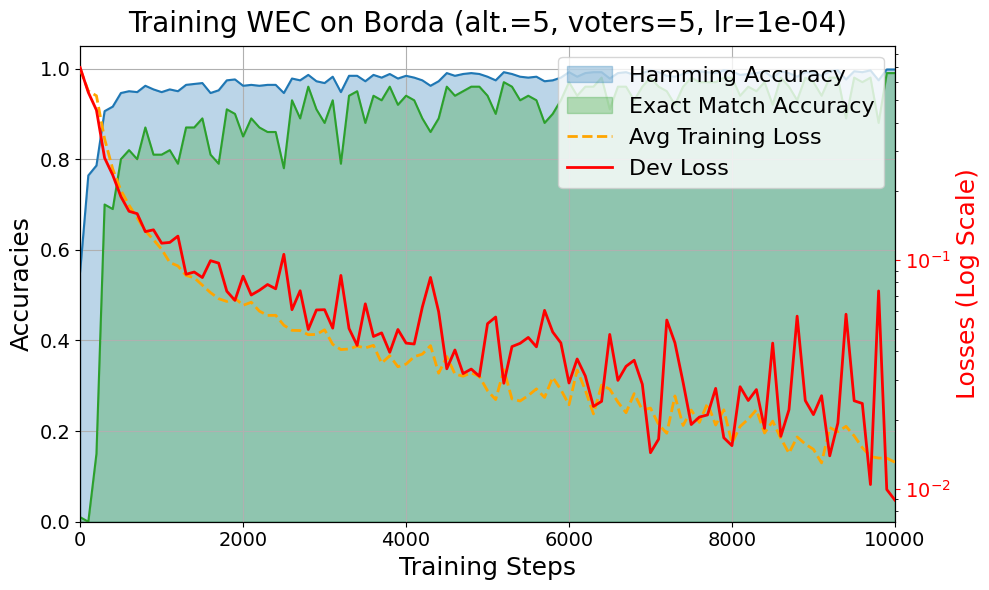 Training WEC on Borda (alt.=5, voters=5, lr=1e-04)
Hamming Accuracy
Exact Match Accuracy
Avg Training Loss
Dev Loss
Accuracies
1.0
0.8
0.6
0.4
0.2
0.0
0
2000
4000
6000
8000
10000
Training Steps
10⁻¹
10⁻²
Losses (Log Scale)